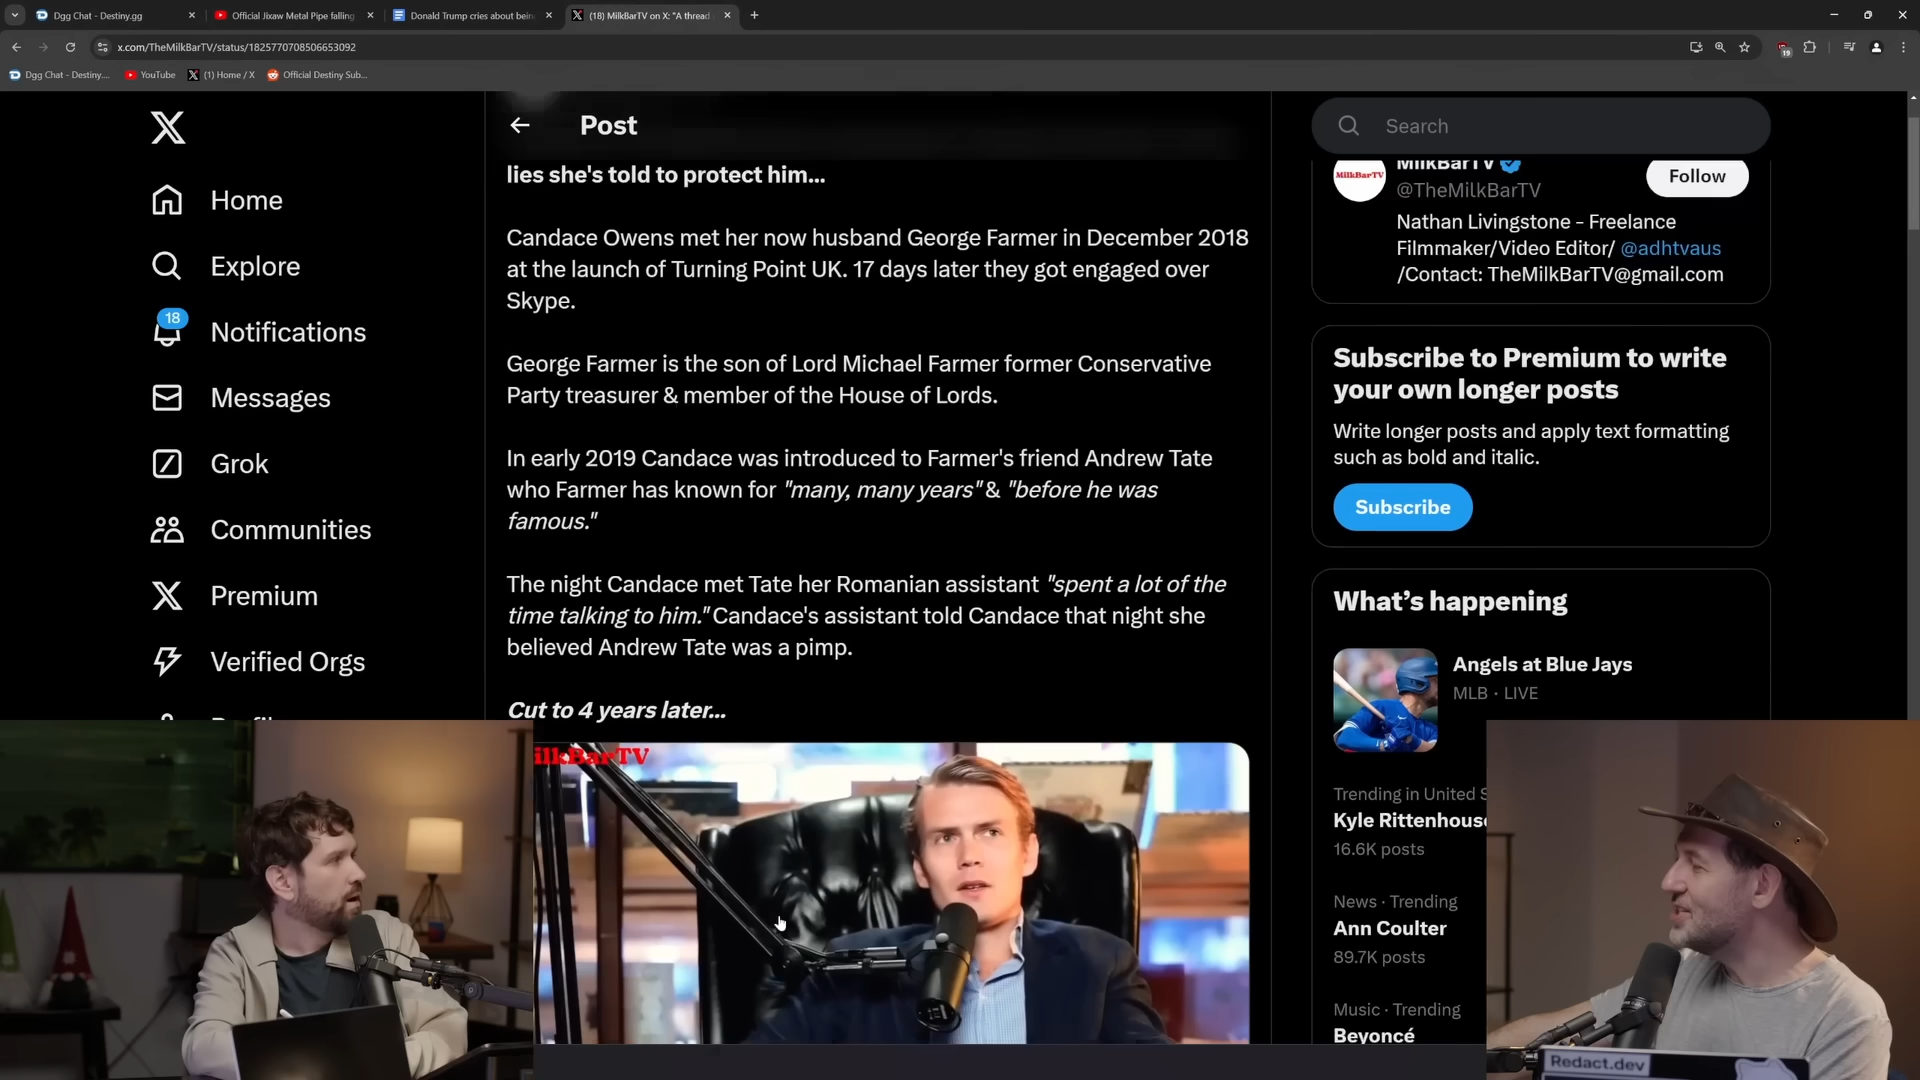 Dgg Chat - Destiny.gg
Official Jixaw Metal Pipe falling
Donald Trump cries about bein
(18) MilkBarTV on X: "A thread
x.com/TheMilkBarTV/status/1825770708506653092
19
Dgg Chat - Destiny....
YouTube
(1) Home / X
Official Destiny Sub...
Post
Search
Home
Explore
18
Notifications
Messages
Grok
Communities
Premium
Verified Orgs
lies she's told to protect him...
Candace Owens met her now husband George Farmer in December 2018
at the launch of Turning Point UK. 17 days later they got engaged over
Skype.
George Farmer is the son of Lord Michael Farmer former Conservative
Party treasurer & member of the House of Lords.
In early 2019 Candace was introduced to Farmer's friend Andrew Tate
who Farmer has known for "many, many years" & "before he was
famous."
The night Candace met Tate her Romanian assistant "spent a lot of the
time talking to him." Candace's assistant told Candace that night she
believed Andrew Tate was a pimp.
Cut to 4 years later...
ilkBarTV
MilkBarTV
MilkBarTV
@TheMilkBarTV
Follow
Nathan Livingstone - Freelance
Filmmaker/Video Editor/ @adhtvaus
/Contact: TheMilkBarTV@gmail.com
Subscribe to Premium to write
your own longer posts
Write longer posts and apply text formatting
such as bold and italic.
Subscribe
What's happening
Angels at Blue Jays
MLB · LIVE
Trending in United S
Kyle Rittenhouse
16.6K posts
News · Trending
Ann Coulter
89.7K posts
Music · Trending
Beyoncé
Redact.dev